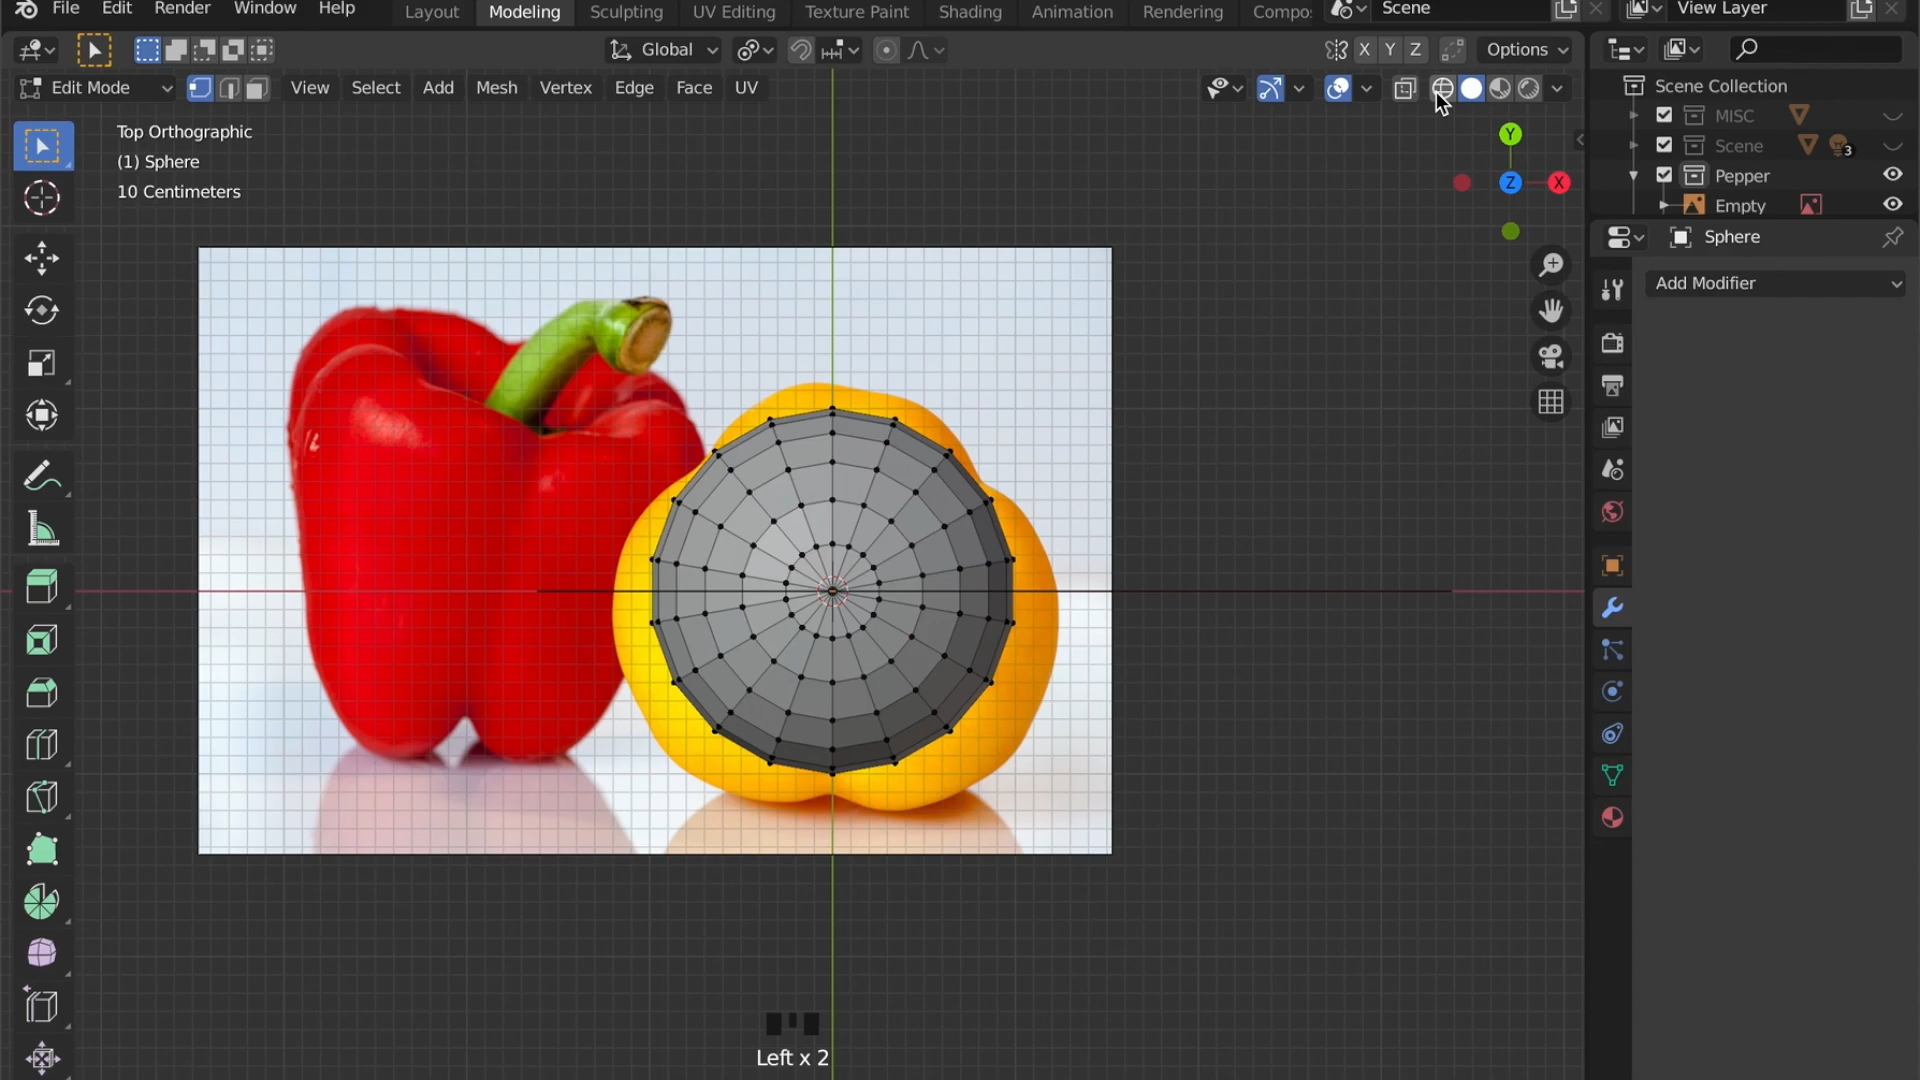 File Edit Render Window Help Layout Modeling Sculpting UV Editing Texture Paint Shading Animation Rendering Compo Scene View Layer
Global X Y Z Options
Edit Mode View Select Add Mesh Vertex Edge Face UV
Scene Collection
MISC
Scene 3
Pepper
Empty
Sphere
Add Modifier
Top Orthographic
(1) Sphere
10 Centimeters
Y
Z X
Left x 2